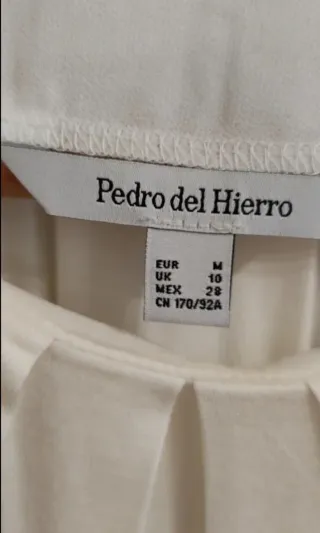 Pedro del Hierro
EUR M
UK 10
MEX 28
CN 170/92A